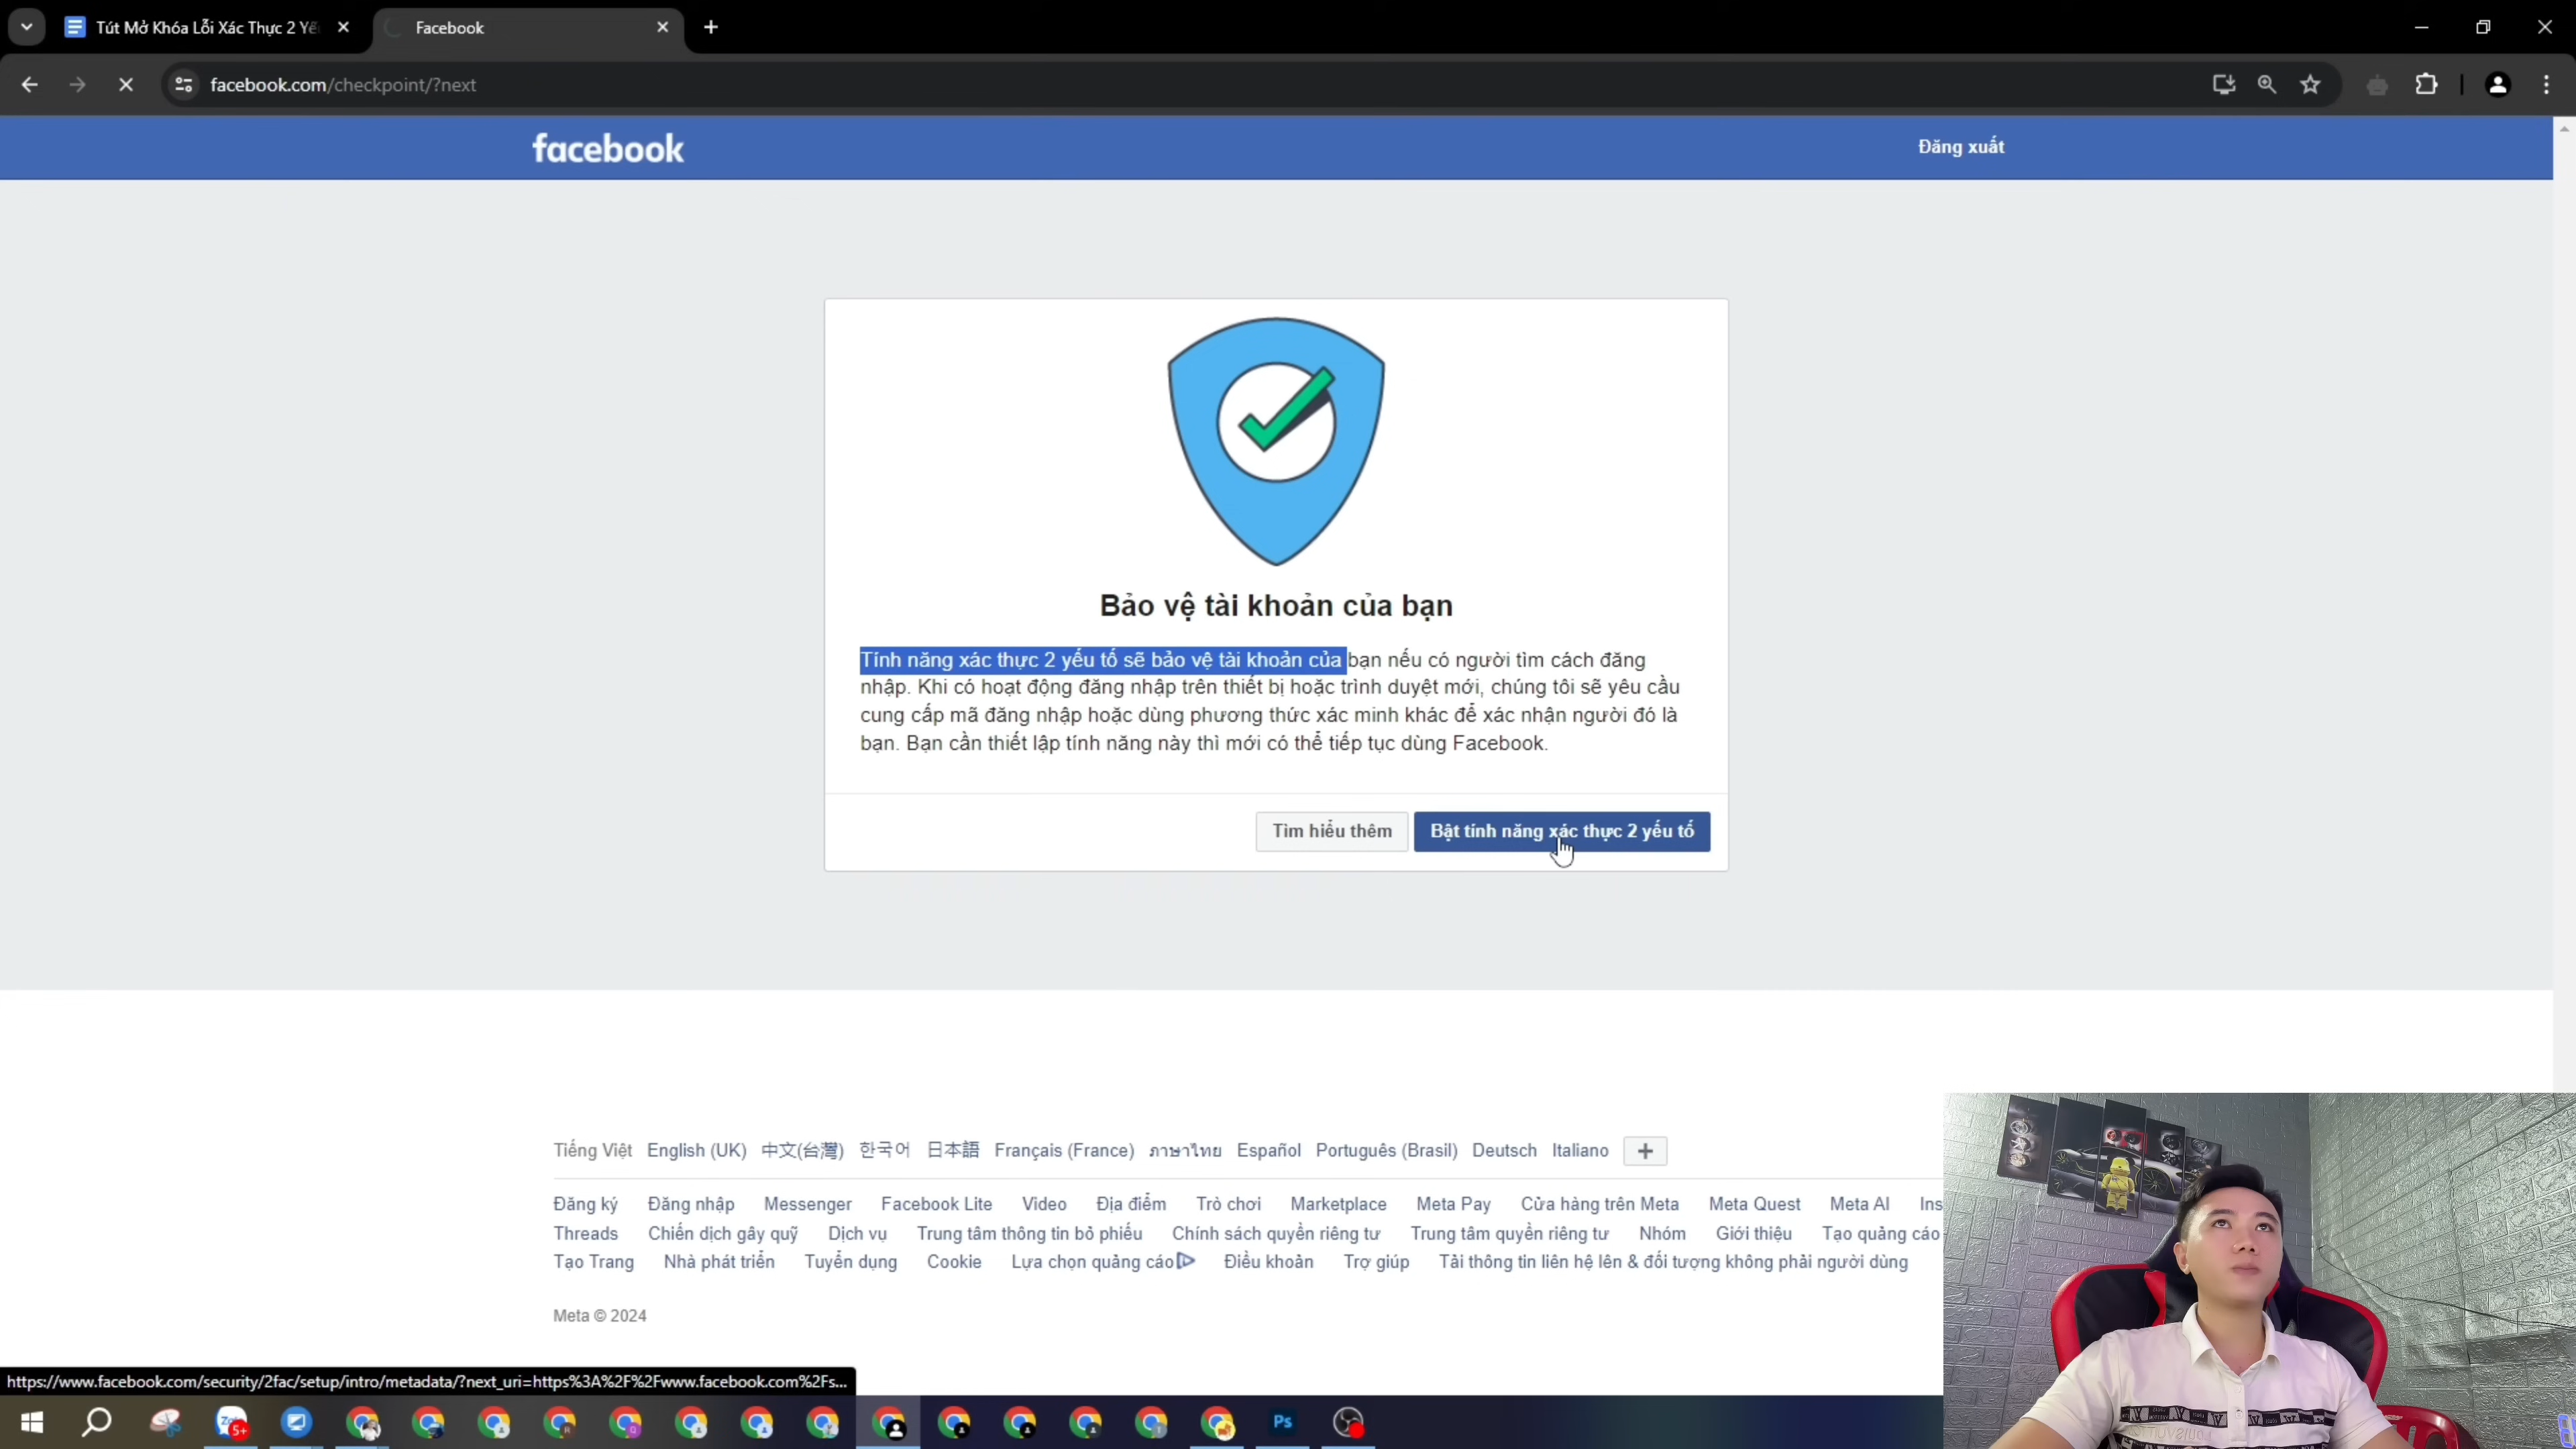 Tút Mở Khóa Lỗi Xác Thực 2 Yế
Facebook
facebook.com/checkpoint/?next
facebook
Đăng xuất
Bảo vệ tài khoản của bạn
Tính năng xác thực 2 yếu tố sẽ bảo vệ tài khoản của bạn nếu có người tìm cách đăng
nhập. Khi có hoạt động đăng nhập trên thiết bị hoặc trình duyệt mới, chúng tôi sẽ yêu cầu
cung cấp mã đăng nhập hoặc dùng phương thức xác minh khác để xác nhận người đó là
bạn. Bạn cần thiết lập tính năng này thì mới có thể tiếp tục dùng Facebook.
Tìm hiểu thêm Bật tính năng xác thực 2 yếu tố
Tiếng Việt English (UK) 中文(台灣) 한국어 日本語 Français (France) ภาษาไทย Español Português (Brasil) Deutsch Italiano
Đăng ký Đăng nhập Messenger Facebook Lite Video Địa điểm Trò chơi Marketplace Meta Pay Cửa hàng trên Meta Meta Quest Meta AI Ins
Threads Chiến dịch gây quỹ Dịch vụ Trung tâm thông tin bỏ phiếu Chính sách quyền riêng tư Trung tâm quyền riêng tư Nhóm Giới thiệu Tạo quảng cáo
Tạo Trang Nhà phát triển Tuyển dụng Cookie Lựa chọn quảng cáo Điều khoản Trợ giúp Tải thông tin liên hệ lên & đối tượng không phải người dùng
Meta © 2024
https://www.facebook.com/security/2fac/setup/intro/metadata/?next_uri=https%3A%2F%2Fwww.facebook.com%2Fs...
5+
Ps